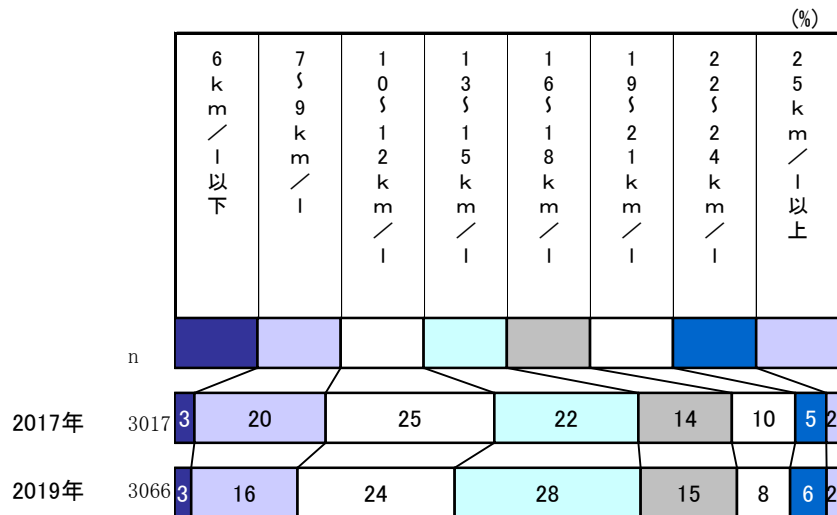 (%)
6km/l以下
7~9km/l
10~12km/l
13~15km/l
16~18km/l
19~21km/l
22~24km/l
25km/l以上
n
2017年 3017 3 20 25 22 14 10 5 2
2019年 3066 3 16 24 28 15 8 6 2